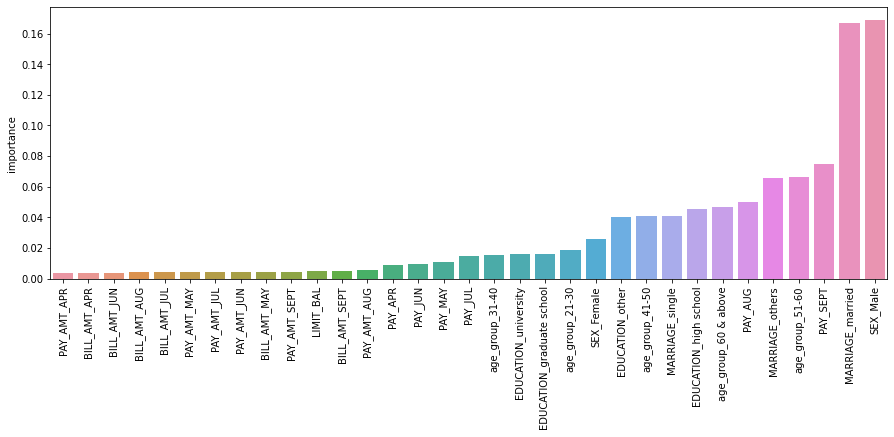 importance
0.16
0.14
0.12
0.10
0.08
0.06
0.04
0.02
0.00
PAY_AMT_APR
BILL_AMT_APR
BILL_AMT_JUN
BILL_AMT_AUG
BILL_AMT_JUL
PAY_AMT_MAY
PAY_AMT_JUL
PAY_AMT_JUN
BILL_AMT_MAY
PAY_AMT_SEPT
LIMIT_BAL
BILL_AMT_SEPT
PAY_AMT_AUG
PAY_APR
PAY_JUN
PAY_MAY
PAY_JUL
age_group_31-40
EDUCATION_university
EDUCATION_graduate school
age_group_21-30
SEX_Female
EDUCATION_other
age_group_41-50
MARRIAGE_single
EDUCATION_high school
age_group_60 & above
PAY_AUG
MARRIAGE_others
age_group_51-60
PAY_SEPT
MARRIAGE_married
SEX_Male